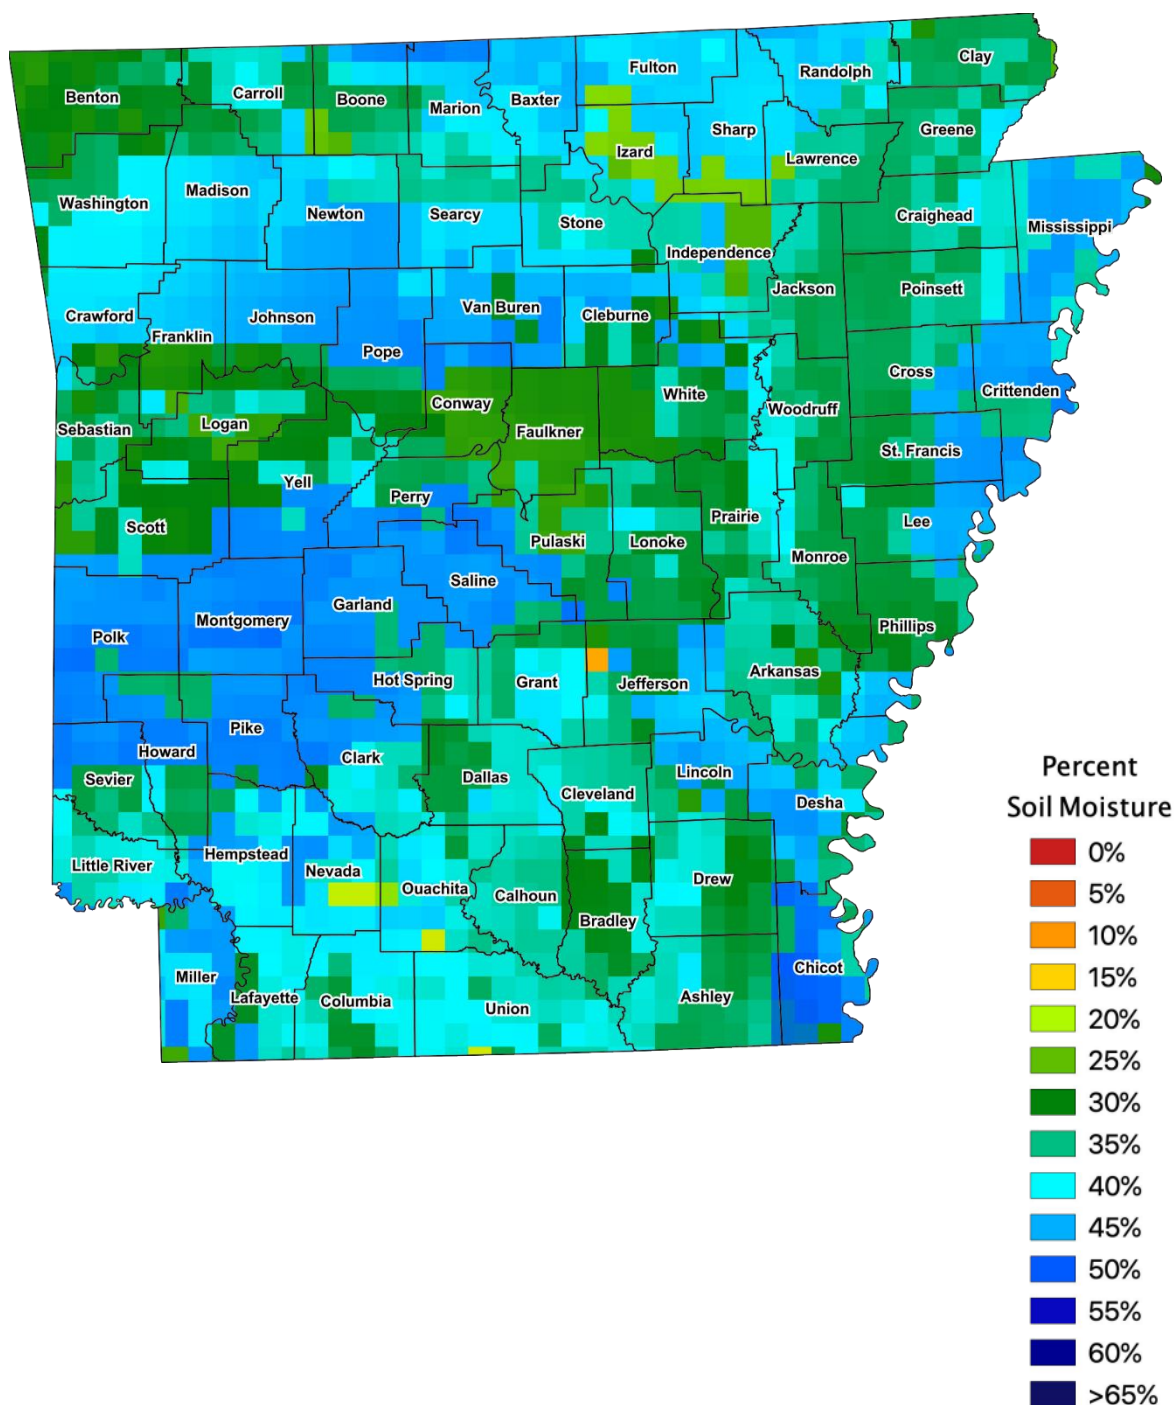 Clay
Fulton
Randolph
Benton
Carroll
Boone
Marion
Baxter
Sharp
Greene
Izard
Lawrence
Madison
Washington
Newton
Searcy
Stone
Craighead
Mississippi
Independence
Jackson
Poinsett
Crawford
Johnson
Van Buren
Cleburne
Franklin
Pope
Cross
Crittenden
White
Conway
Woodruff
Logan
Sebastian
Faulkner
St. Francis
Yell
Perry
Prairie
Lee
Scott
Pulaski
Lonoke
Monroe
Saline
Garland
Montgomery
Polk
Phillips
Hot Spring
Grant
Jefferson
Arkansas
Pike
Howard
Clark
Lincoln
Sevier
Dallas
Cleveland
Desha
Little River
Hempstead
Nevada
Ouachita
Calhoun
Drew
Bradley
Miller
Chicot
Lafayette
Columbia
Union
Ashley
Percent
Soil Moisture
0%
5%
10%
15%
20%
25%
30%
35%
40%
45%
50%
55%
60%
>65%